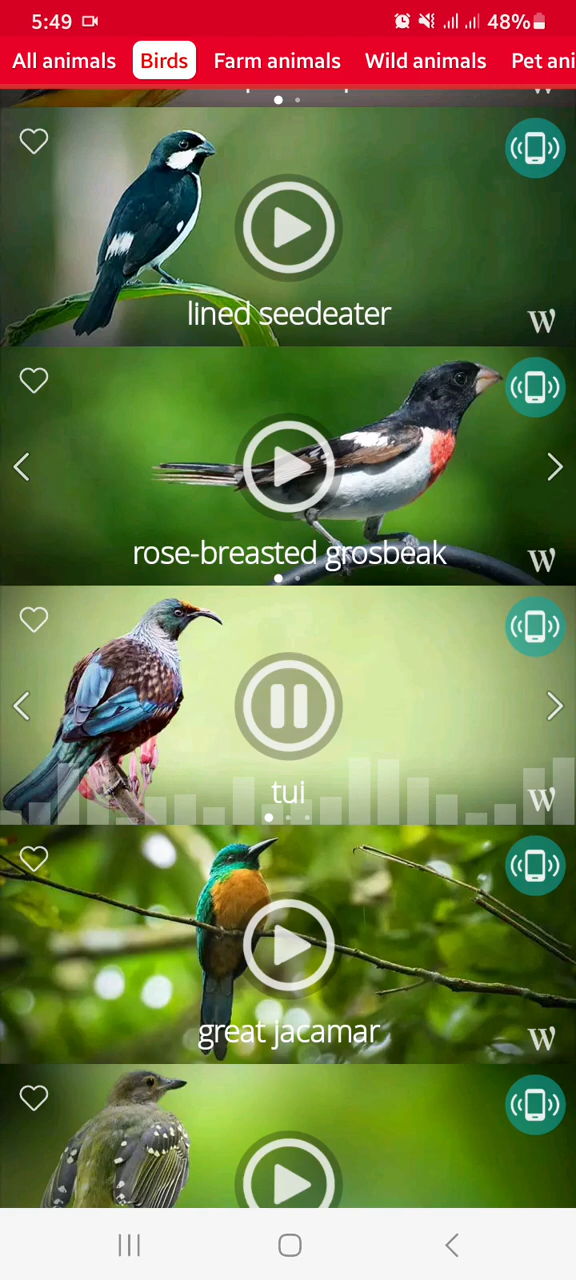 5:49 48%
All animals Birds Farm animals Wild animals Pet ani
W
lined seedeater
W
rose-breasted grosbeak
W
tui
W
great jacamar
W